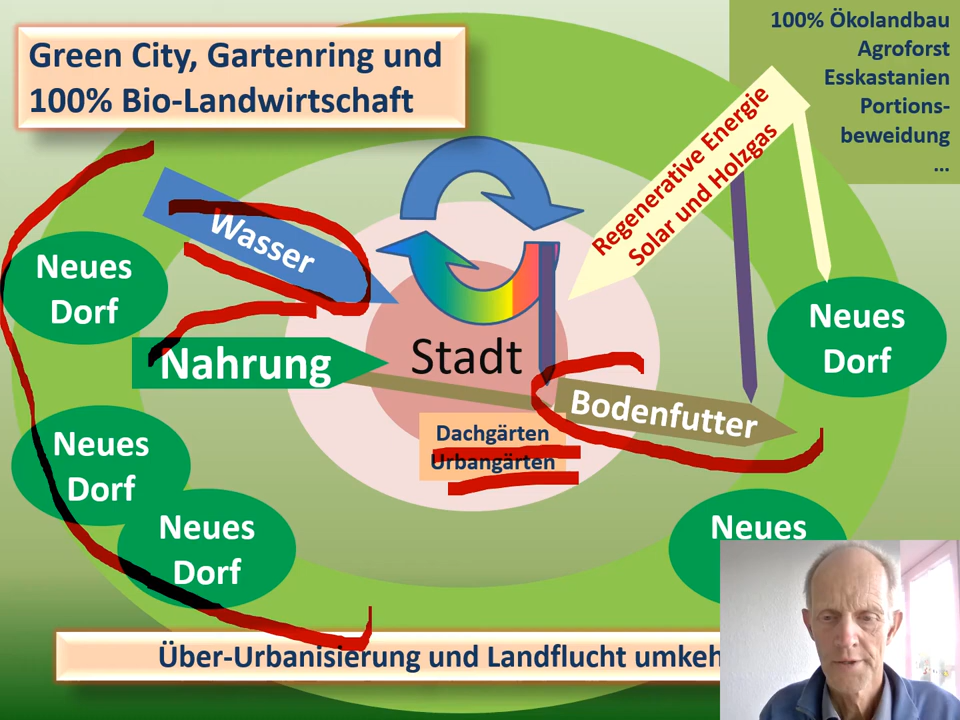 Green City, Gartenring und
100% Bio-Landwirtschaft
100% Ökolandbau
Agroforst
Esskastanien
Portions-
beweidung
...
Regenerative Energie
Solar und Holzgas
Wasser
Neues
Dorf
Neues
Dorf
Nahrung
Stadt
Bodenfutter
Dachgärten
Urbangärten
Neues
Dorf
Neues
Dorf
Neues
Über-Urbanisierung und Landflucht